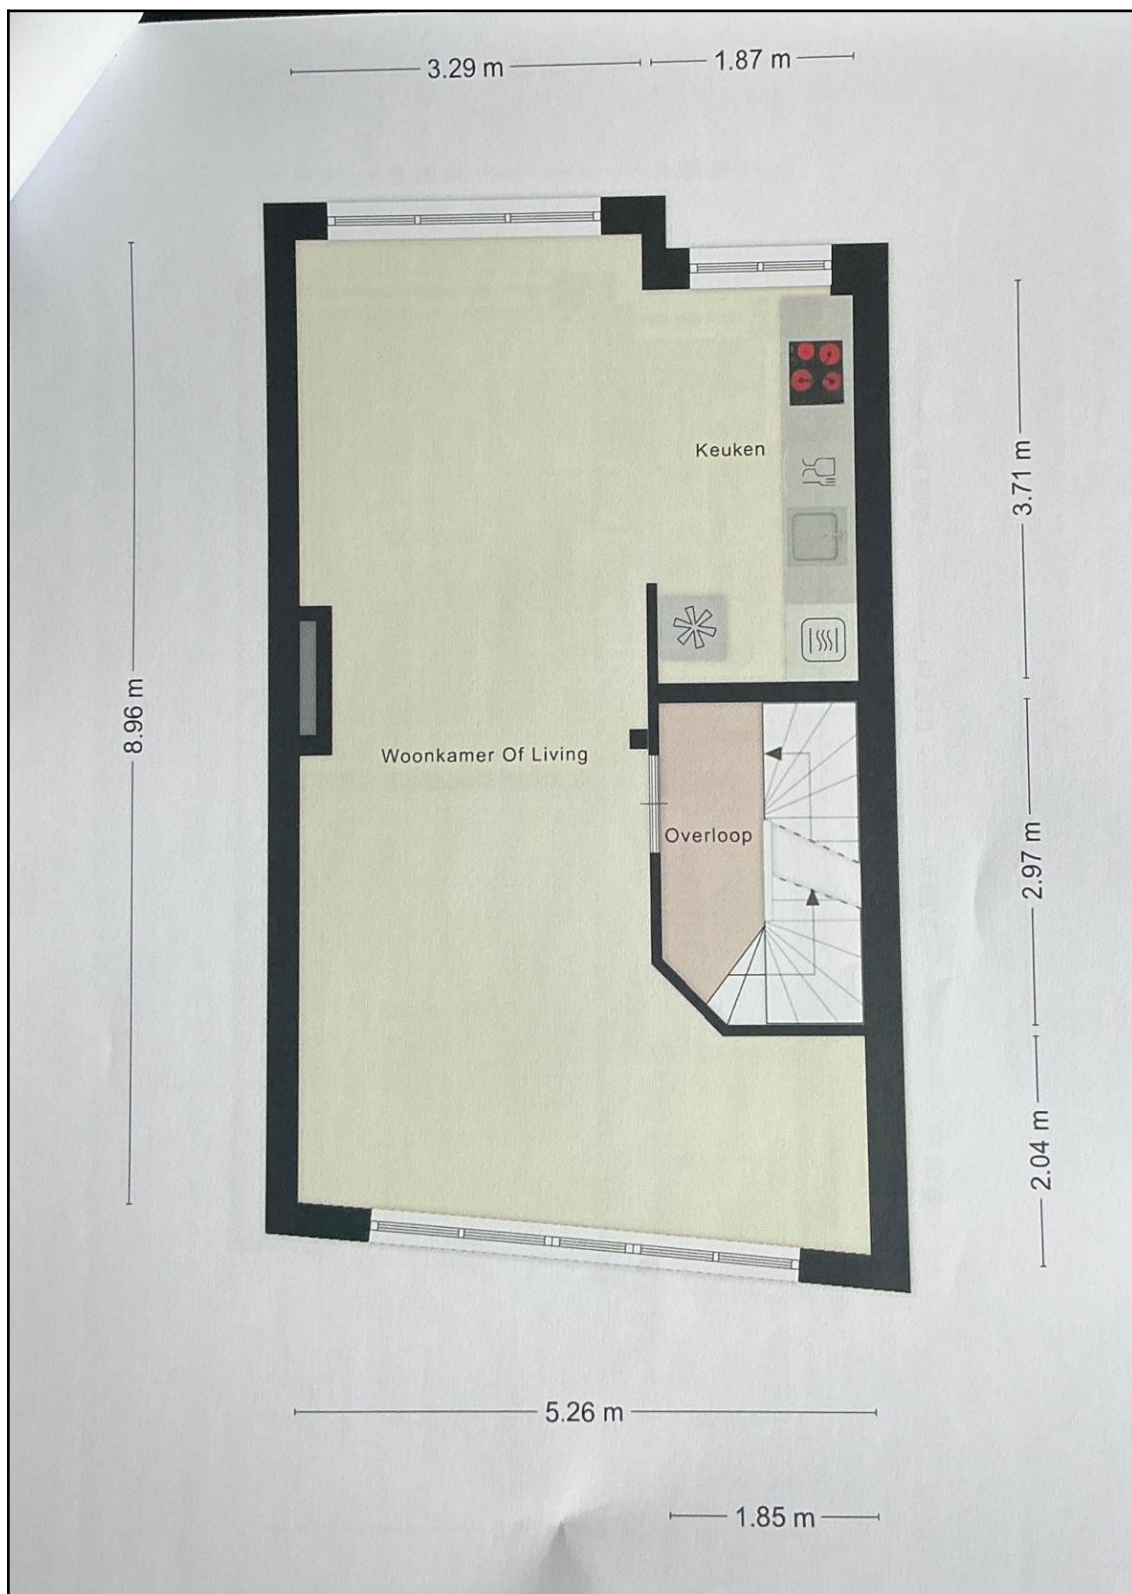 3.29 m
1.87 m
Keuken
3.71 m
8.96 m
Woonkamer Of Living
Overloop
2.97 m
2.04 m
5.26 m
1.85 m